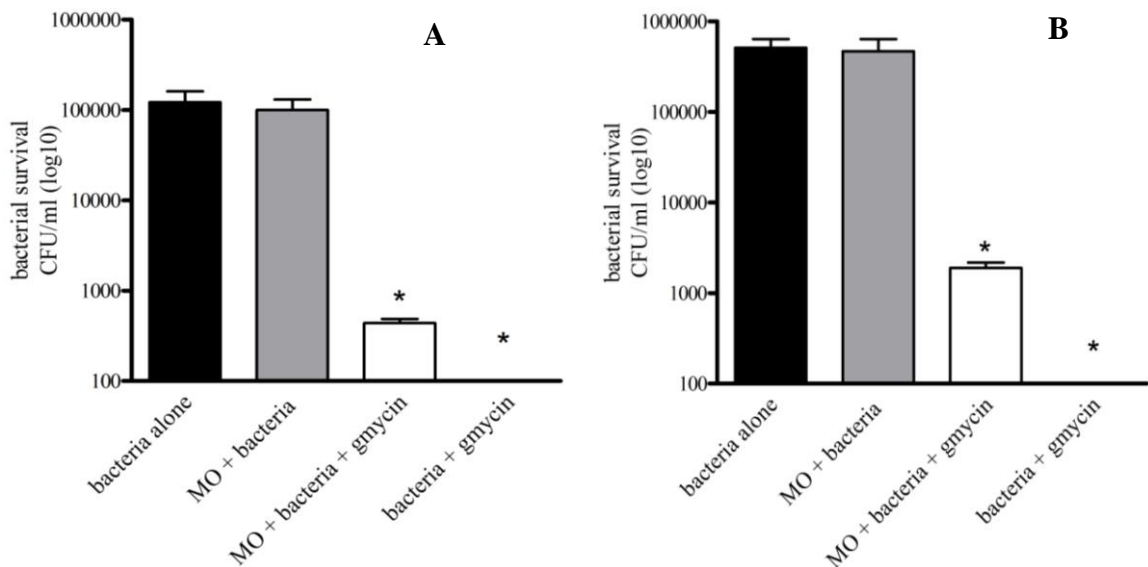 A
1000000
100000
10000
1000
100
bacterial survival
CFU/ml (log10)
*
*
bacteria alone
MO + bacteria
MO + bacteria + gmycin
bacteria + gmycin
B
1000000
100000
10000
1000
100
bacterial survival
CFU/ml (log10)
*
*
bacteria alone
MO + bacteria
MO + bacteria + gmycin
bacteria + gmycin